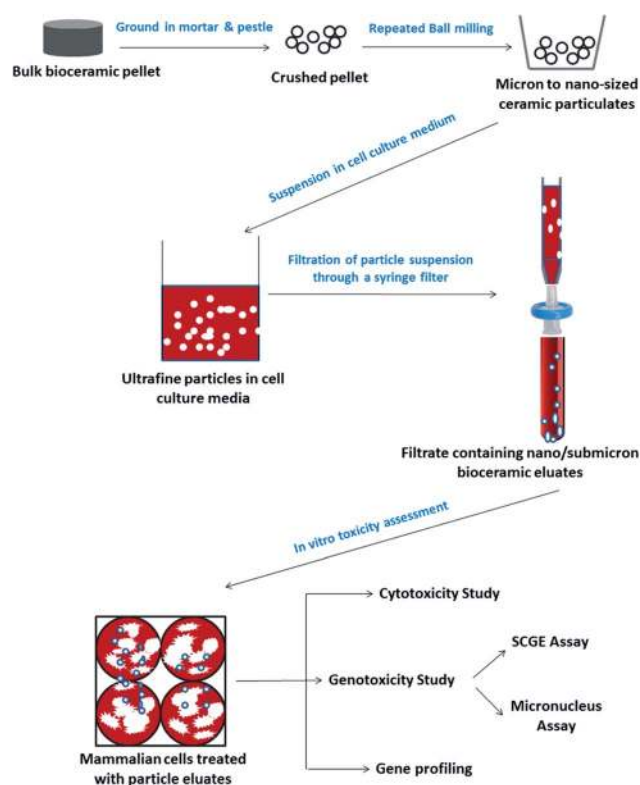 Ground in mortar & pestle
Repeated Ball milling
Bulk bioceramic pellet
Crushed pellet
Micron to nano-sized
ceramic particulates
Suspension in cell culture medium
Filtration of particle suspension
through a syringe filter
Ultrafine particles in cell
culture media
Filtrate containing nano/submicron
bioceramic eluates
In vitro toxicity assessment
Cytotoxicity Study
SCGE Assay
Genotoxicity Study
Micronucleus
Assay
Mammalian cells treated
with particle eluates
Gene profiling